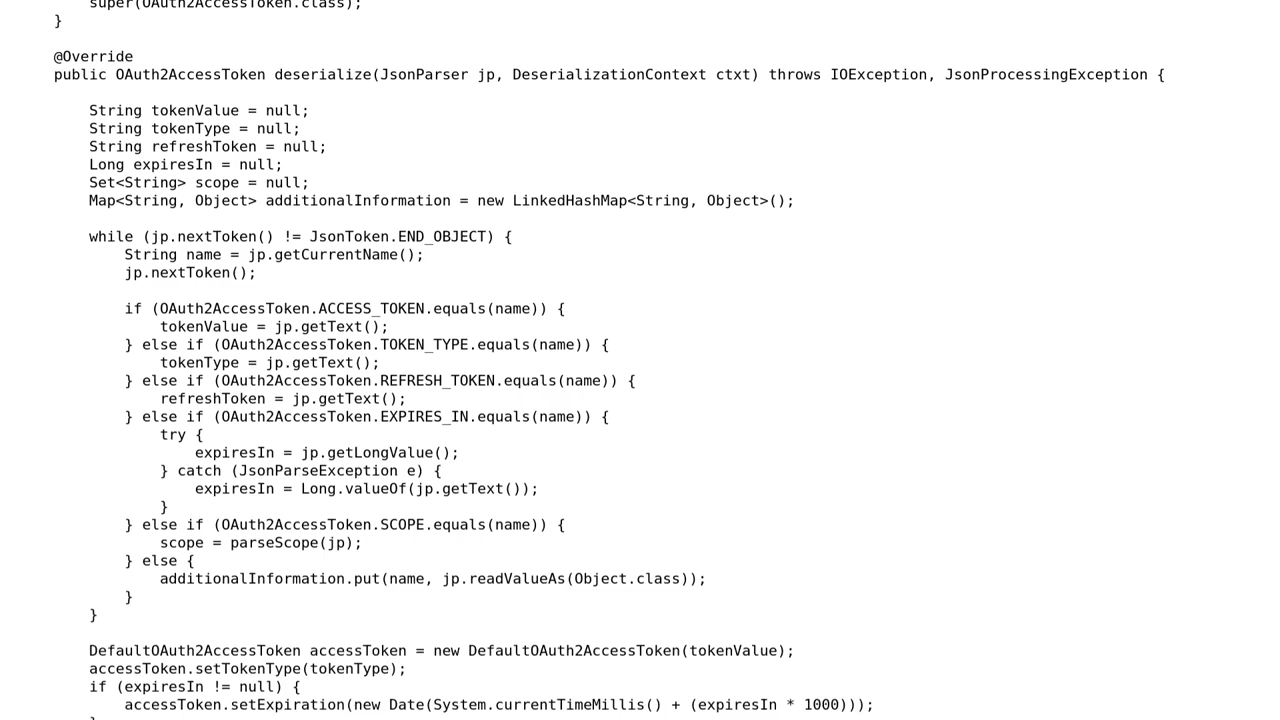 super(OAuth2AccessToken.class);
}
@Override
public OAuth2AccessToken deserialize(JsonParser jp, DeserializationContext ctxt) throws IOException, JsonProcessingException {
String tokenValue = null;
String tokenType = null;
String refreshToken = null;
Long expiresIn = null;
Set<String> scope = null;
Map<String, Object> additionalInformation = new LinkedHashMap<String, Object>();
while (jp.nextToken() != JsonToken.END_OBJECT) {
String name = jp.getCurrentName();
jp.nextToken();
if (OAuth2AccessToken.ACCESS_TOKEN.equals(name)) {
tokenValue = jp.getText();
} else if (OAuth2AccessToken.TOKEN_TYPE.equals(name)) {
tokenType = jp.getText();
} else if (OAuth2AccessToken.REFRESH_TOKEN.equals(name)) {
refreshToken = jp.getText();
} else if (OAuth2AccessToken.EXPIRES_IN.equals(name)) {
try {
expiresIn = jp.getLongValue();
} catch (JsonParseException e) {
expiresIn = Long.valueOf(jp.getText());
}
} else if (OAuth2AccessToken.SCOPE.equals(name)) {
scope = parseScope(jp);
} else {
additionalInformation.put(name, jp.readValueAs(Object.class));
}
}
DefaultOAuth2AccessToken accessToken = new DefaultOAuth2AccessToken(tokenValue);
accessToken.setTokenType(tokenType);
if (expiresIn != null) {
accessToken.setExpiration(new Date(System.currentTimeMillis() + (expiresIn * 1000)));
}